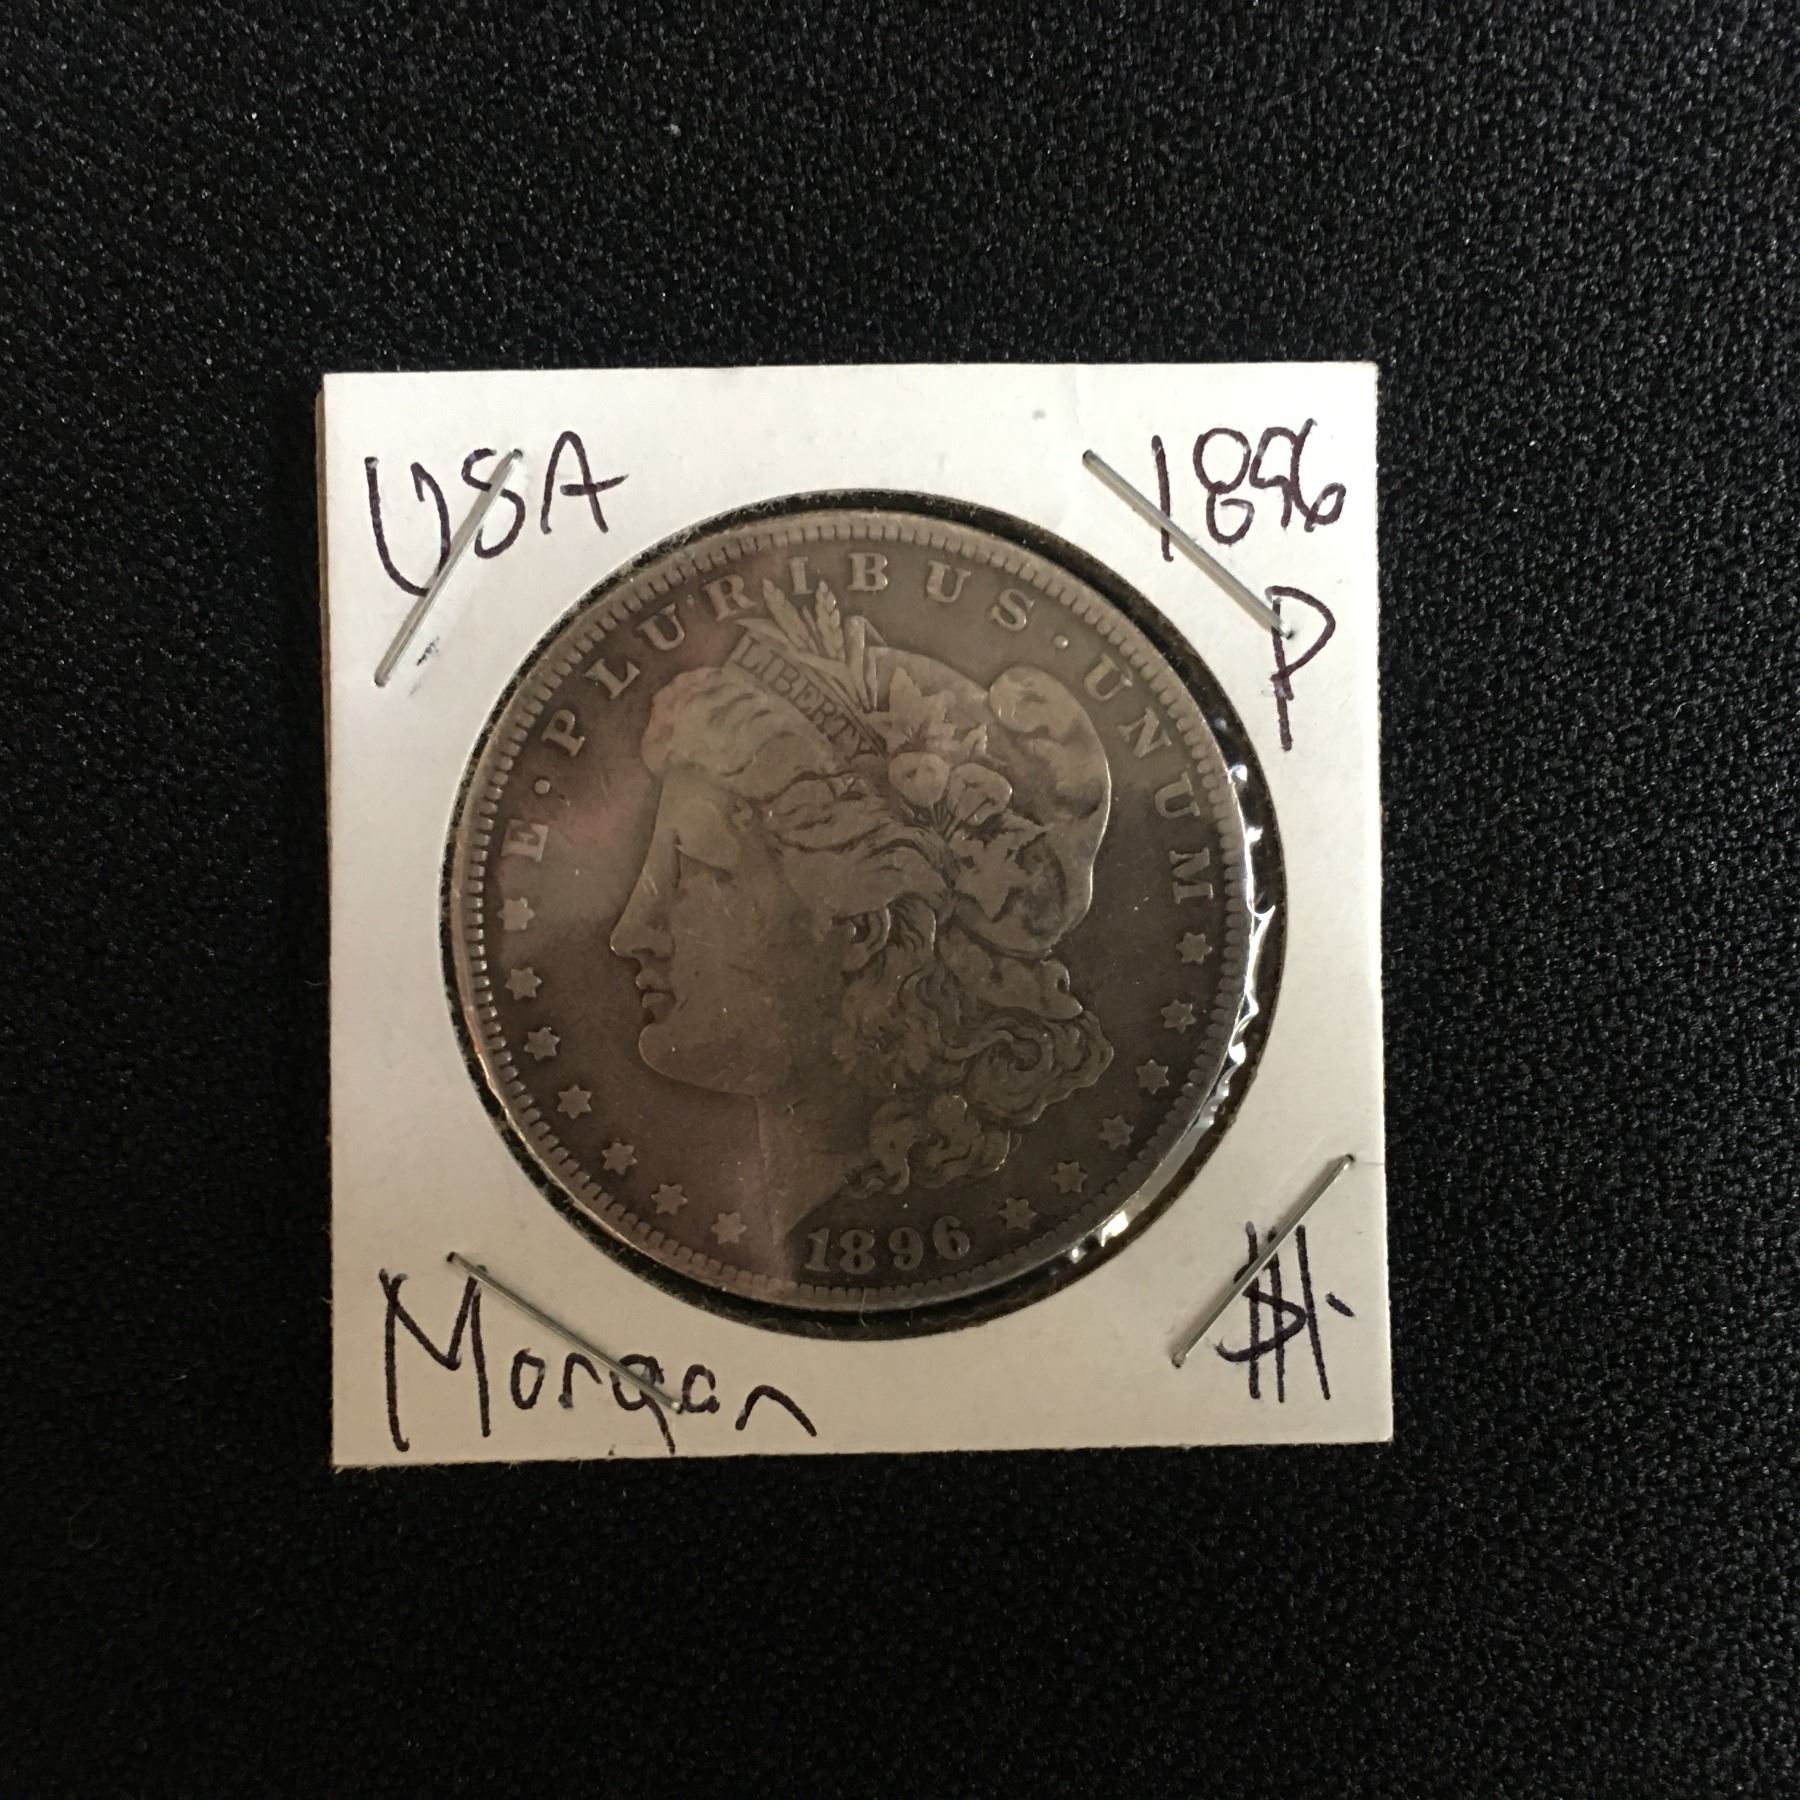 USA
1896
P
E · PLURIBUS · UNUM
LIBERTY
1896
Morgan
$1.